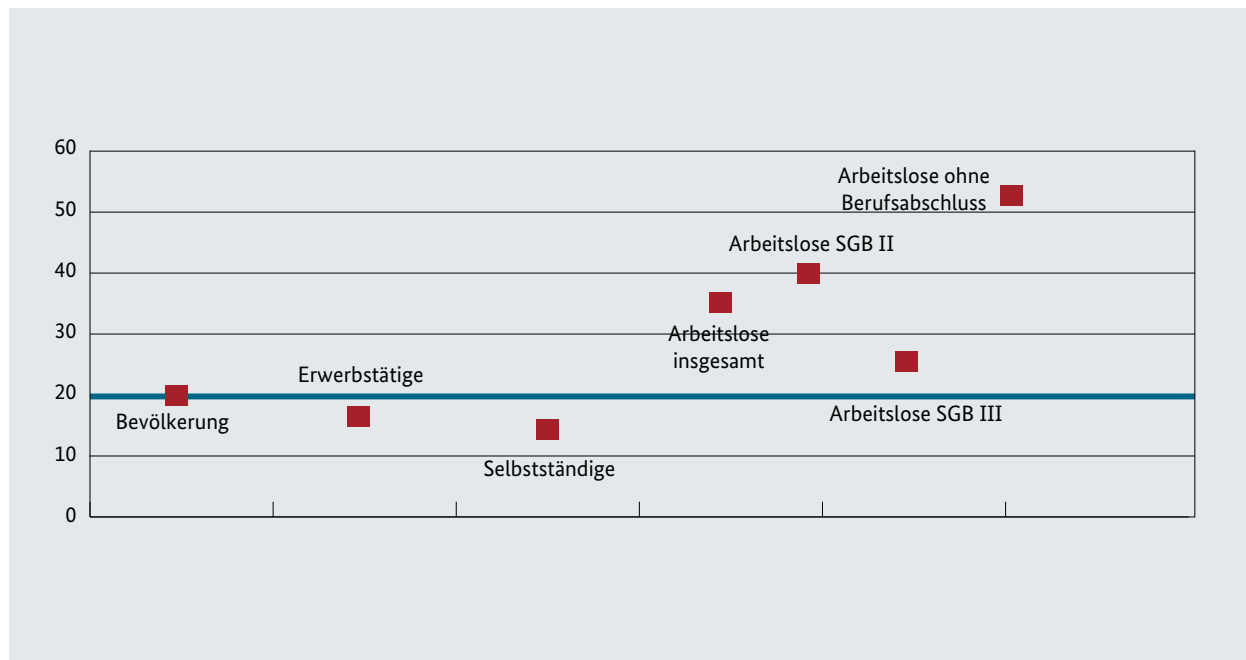 60
50
40
30
20
10
0
Arbeitslose ohne
Berufsabschluss
Arbeitslose SGB II
Arbeitslose
insgesamt
Erwerbstätige
Bevölkerung
Arbeitslose SGB III
Selbstständige